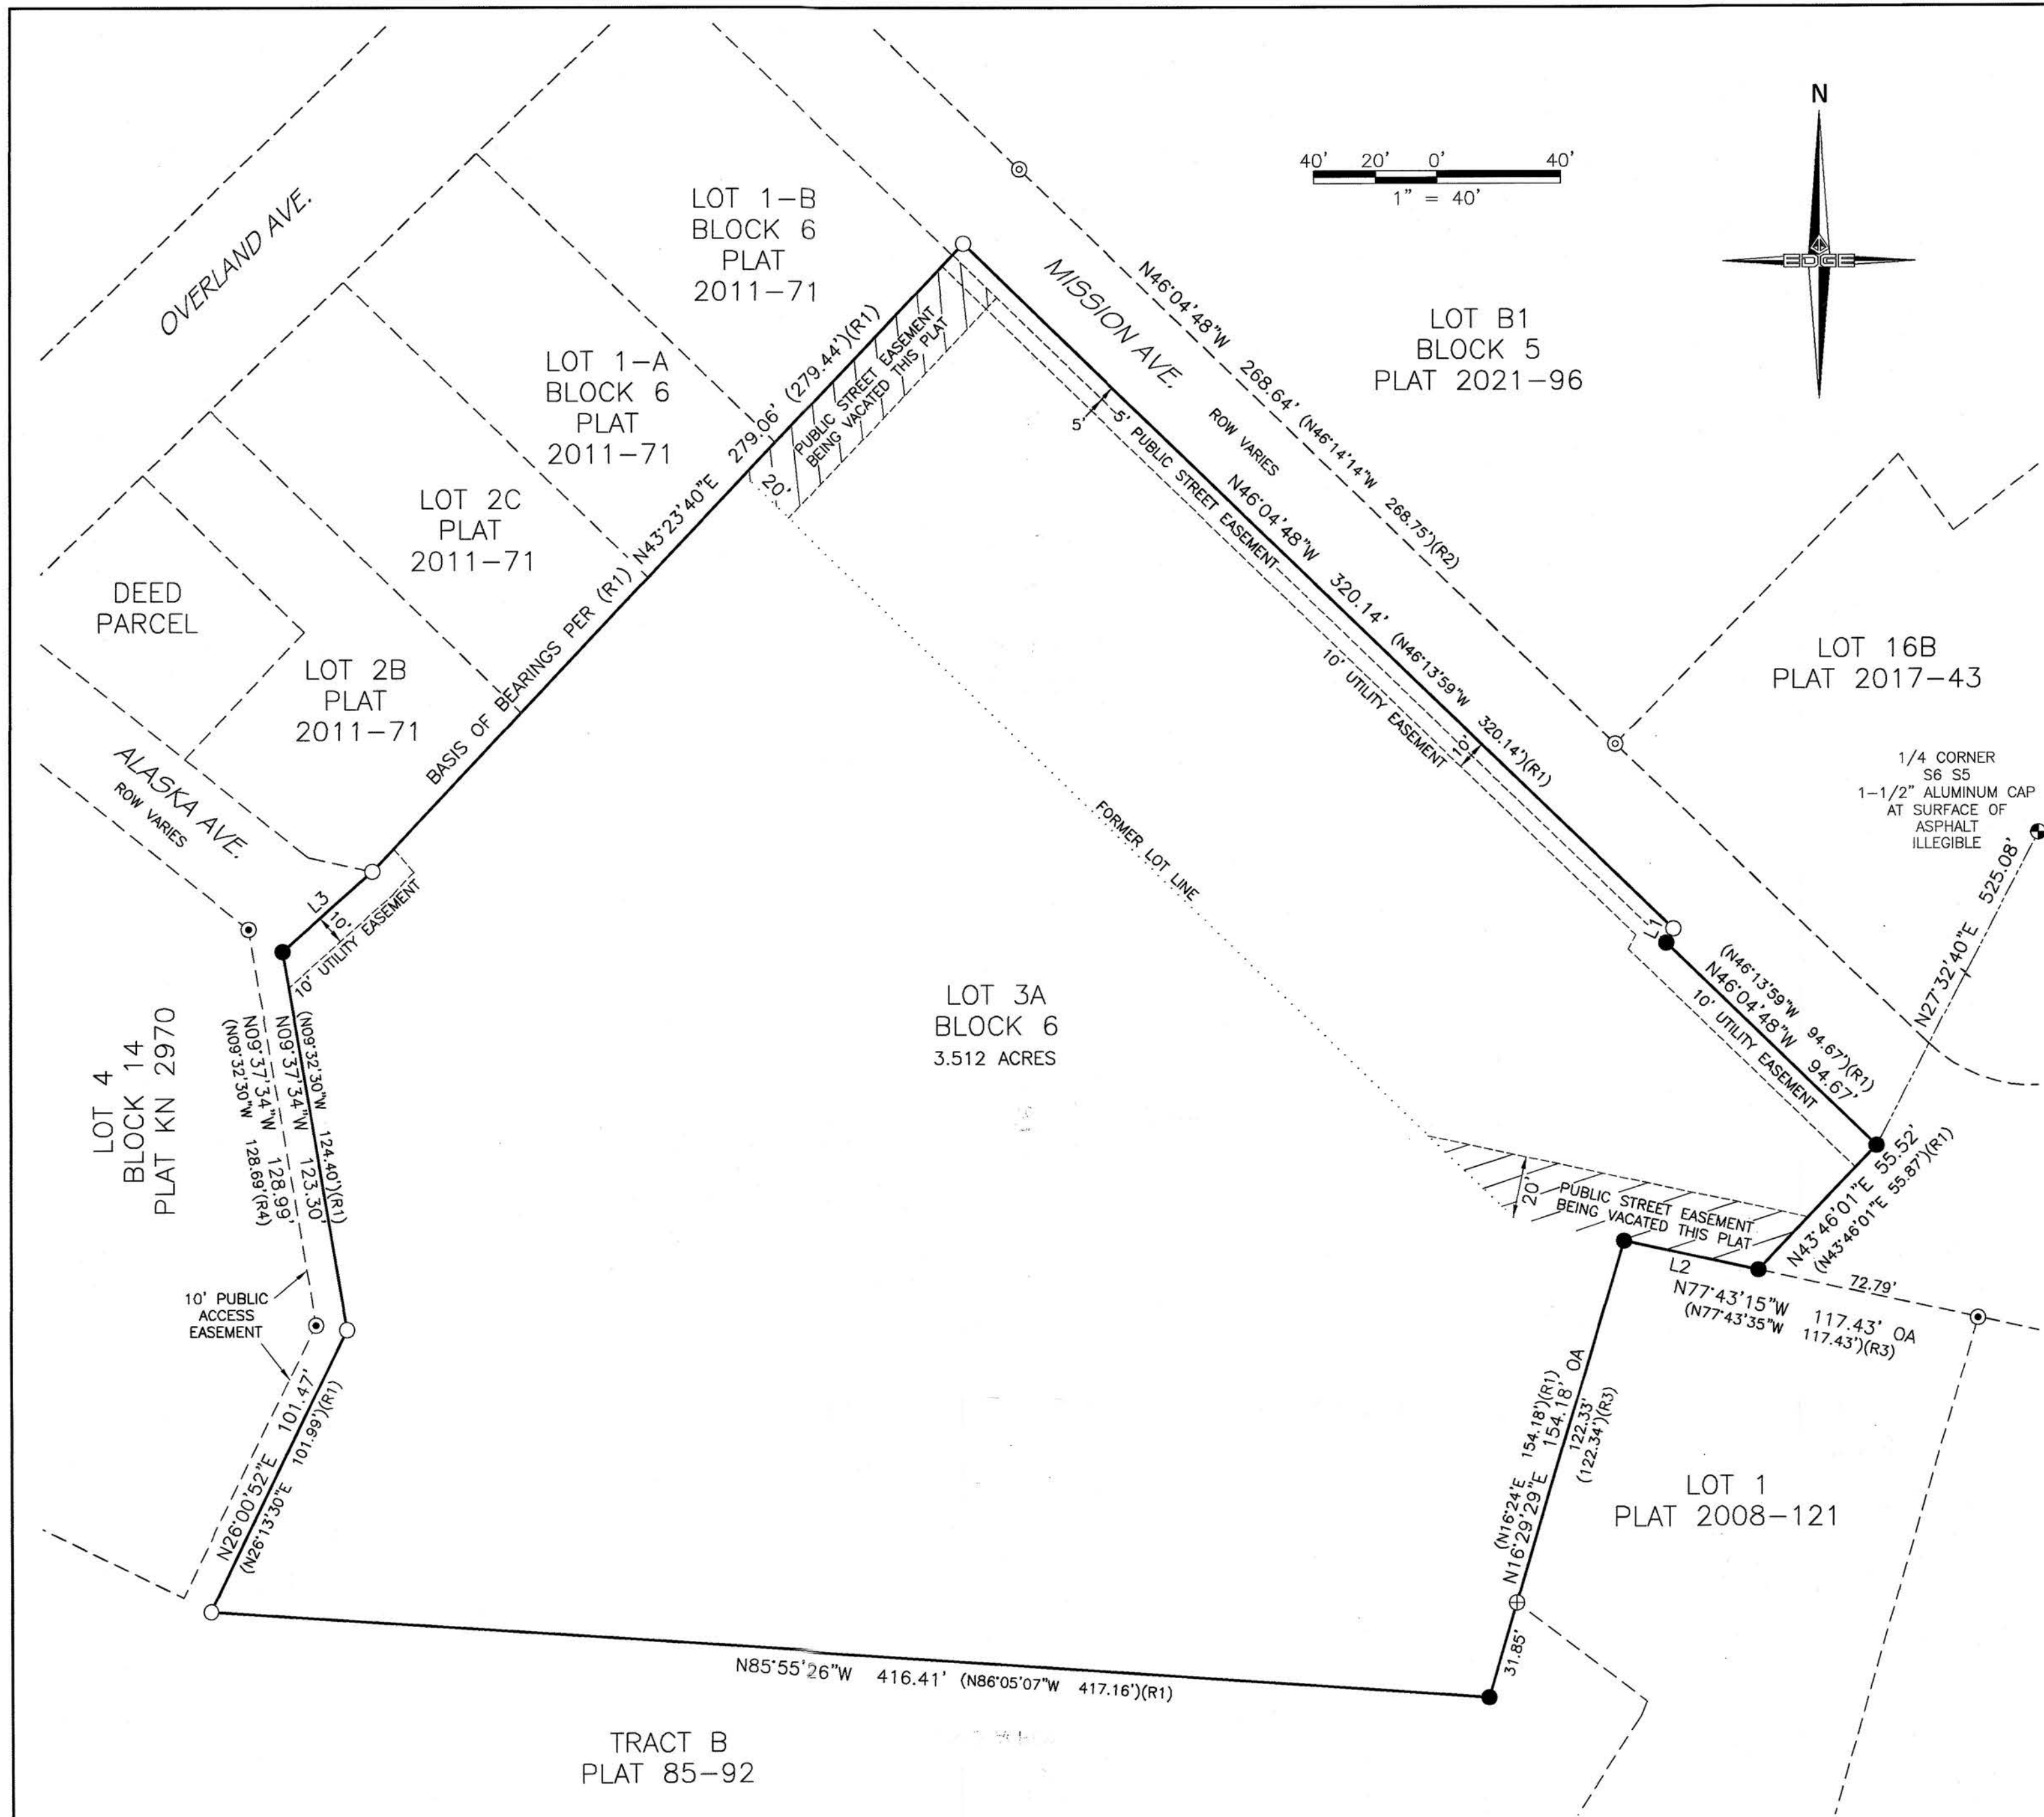 N
EDGE
40' 20' 0' 40'
1" = 40'
OVERLAND AVE.
LOT 1-B
BLOCK 6
PLAT
2011-71
MISSION AVE.
ROW VARIES
N46°04'48"W 268.64' (N46°14'14"W 268.75')(R2)
LOT B1
BLOCK 5
PLAT 2021-96
LOT 1-A
BLOCK 6
PLAT
2011-71
PUBLIC STREET EASEMENT
BEING VACATED THIS PLAT
20'
5'
5' PUBLIC STREET EASEMENT
N46°04'48"W 320.14' (N46°13'59"W 320.14')(R1)
10' UTILITY EASEMENT
10'
LOT 2C
PLAT
2011-71
BASIS OF BEARINGS PER (R1) N43°23'40"E 279.06' (279.44')(R1)
DEED
PARCEL
LOT 2B
PLAT
2011-71
LOT 16B
PLAT 2017-43
1/4 CORNER
S6 S5
1-1/2" ALUMINUM CAP
AT SURFACE OF
ASPHALT
ILLEGIBLE
N27°32'40"E 525.08'
ALASKA AVE.
ROW VARIES
FORMER LOT LINE
L3
10'
10' UTILITY EASEMENT
L1
(N46°13'59"W 94.67')(R1)
N46°04'48"W 94.67'
10' UTILITY EASEMENT
LOT 3A
BLOCK 6
3.512 ACRES
LOT 4
BLOCK 14
PLAT KN 2970
(N09°32'30"W 124.40')(R1)
N09°37'34"W 123.30'
N09°37'34"W 128.99'
(N09°32'30"W 128.69'(R4)
N43°46'01"E 55.52'
(N43°46'01"E 55.87')(R1)
20'
PUBLIC STREET EASEMENT
BEING VACATED THIS PLAT
L2
72.79'
N77°43'15"W 117.43' OA
(N77°43'35"W 117.43')(R3)
10' PUBLIC
ACCESS
EASEMENT
N26°00'52"E 101.47'
(N26°13'30"E 101.99')(R1)
(N16°24'E 154.18')(R1)
N16°29'29"E 154.18' OA
122.33'
(122.34')(R3)
31.85'
LOT 1
PLAT 2008-121
N85°55'26"W 416.41' (N86°05'07"W 417.16')(R1)
TRACT B
PLAT 85-92